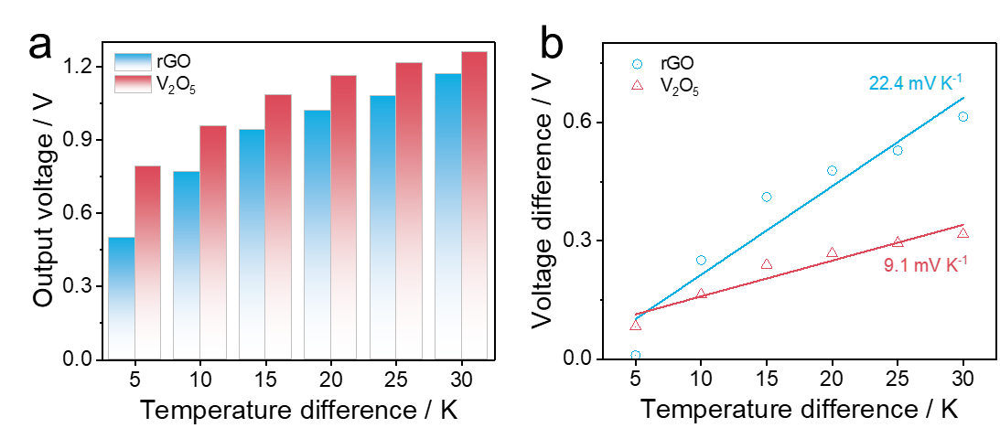 a
rGO
V₂O₅
Output voltage / V
1.2
0.9
0.6
0.3
0.0
5 10 15 20 25 30
Temperature difference / K
b
rGO
V₂O₅
22.4 mV K⁻¹
9.1 mV K⁻¹
Voltage difference / V
0.6
0.3
0.0
5 10 15 20 25 30
Temperature difference / K